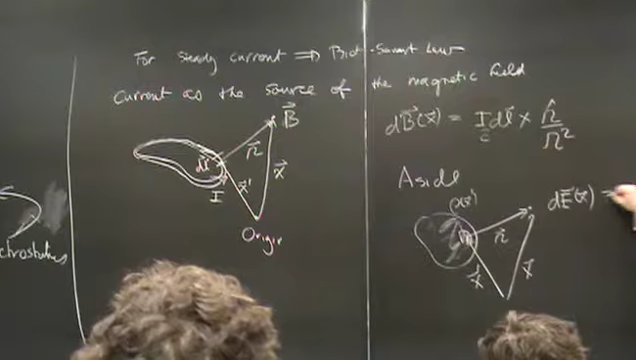 For steady current ⟹ Biot-Savart Law
Current as the source of the magnetic field
B⃗
r⃗
dl⃗
x⃗
x⃗'
I
Origin
dB⃗(x⃗) = I/c dl⃗ × r̂/r²
Aside
ρ(x')
dE⃗(x⃗) =
r⃗
x⃗'
x⃗